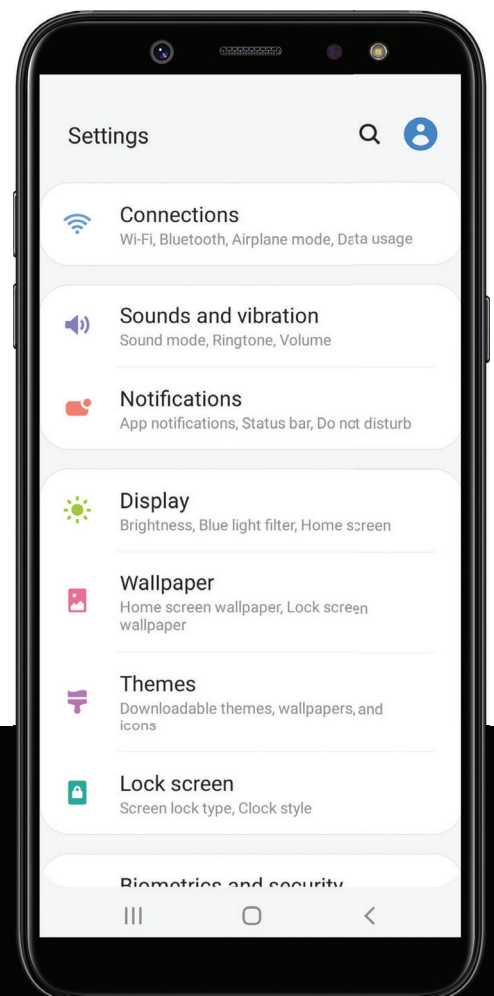 Settings
Connections
Wi-Fi, Bluetooth, Airplane mode, Data usage
Sounds and vibration
Sound mode, Ringtone, Volume
Notifications
App notifications, Status bar, Do not disturb
Display
Brightness, Blue light filter, Home screen
Wallpaper
Home screen wallpaper, Lock screen
wallpaper
Themes
Downloadable themes, wallpapers, and
icons
Lock screen
Screen lock type, Clock style
Biometrics and security